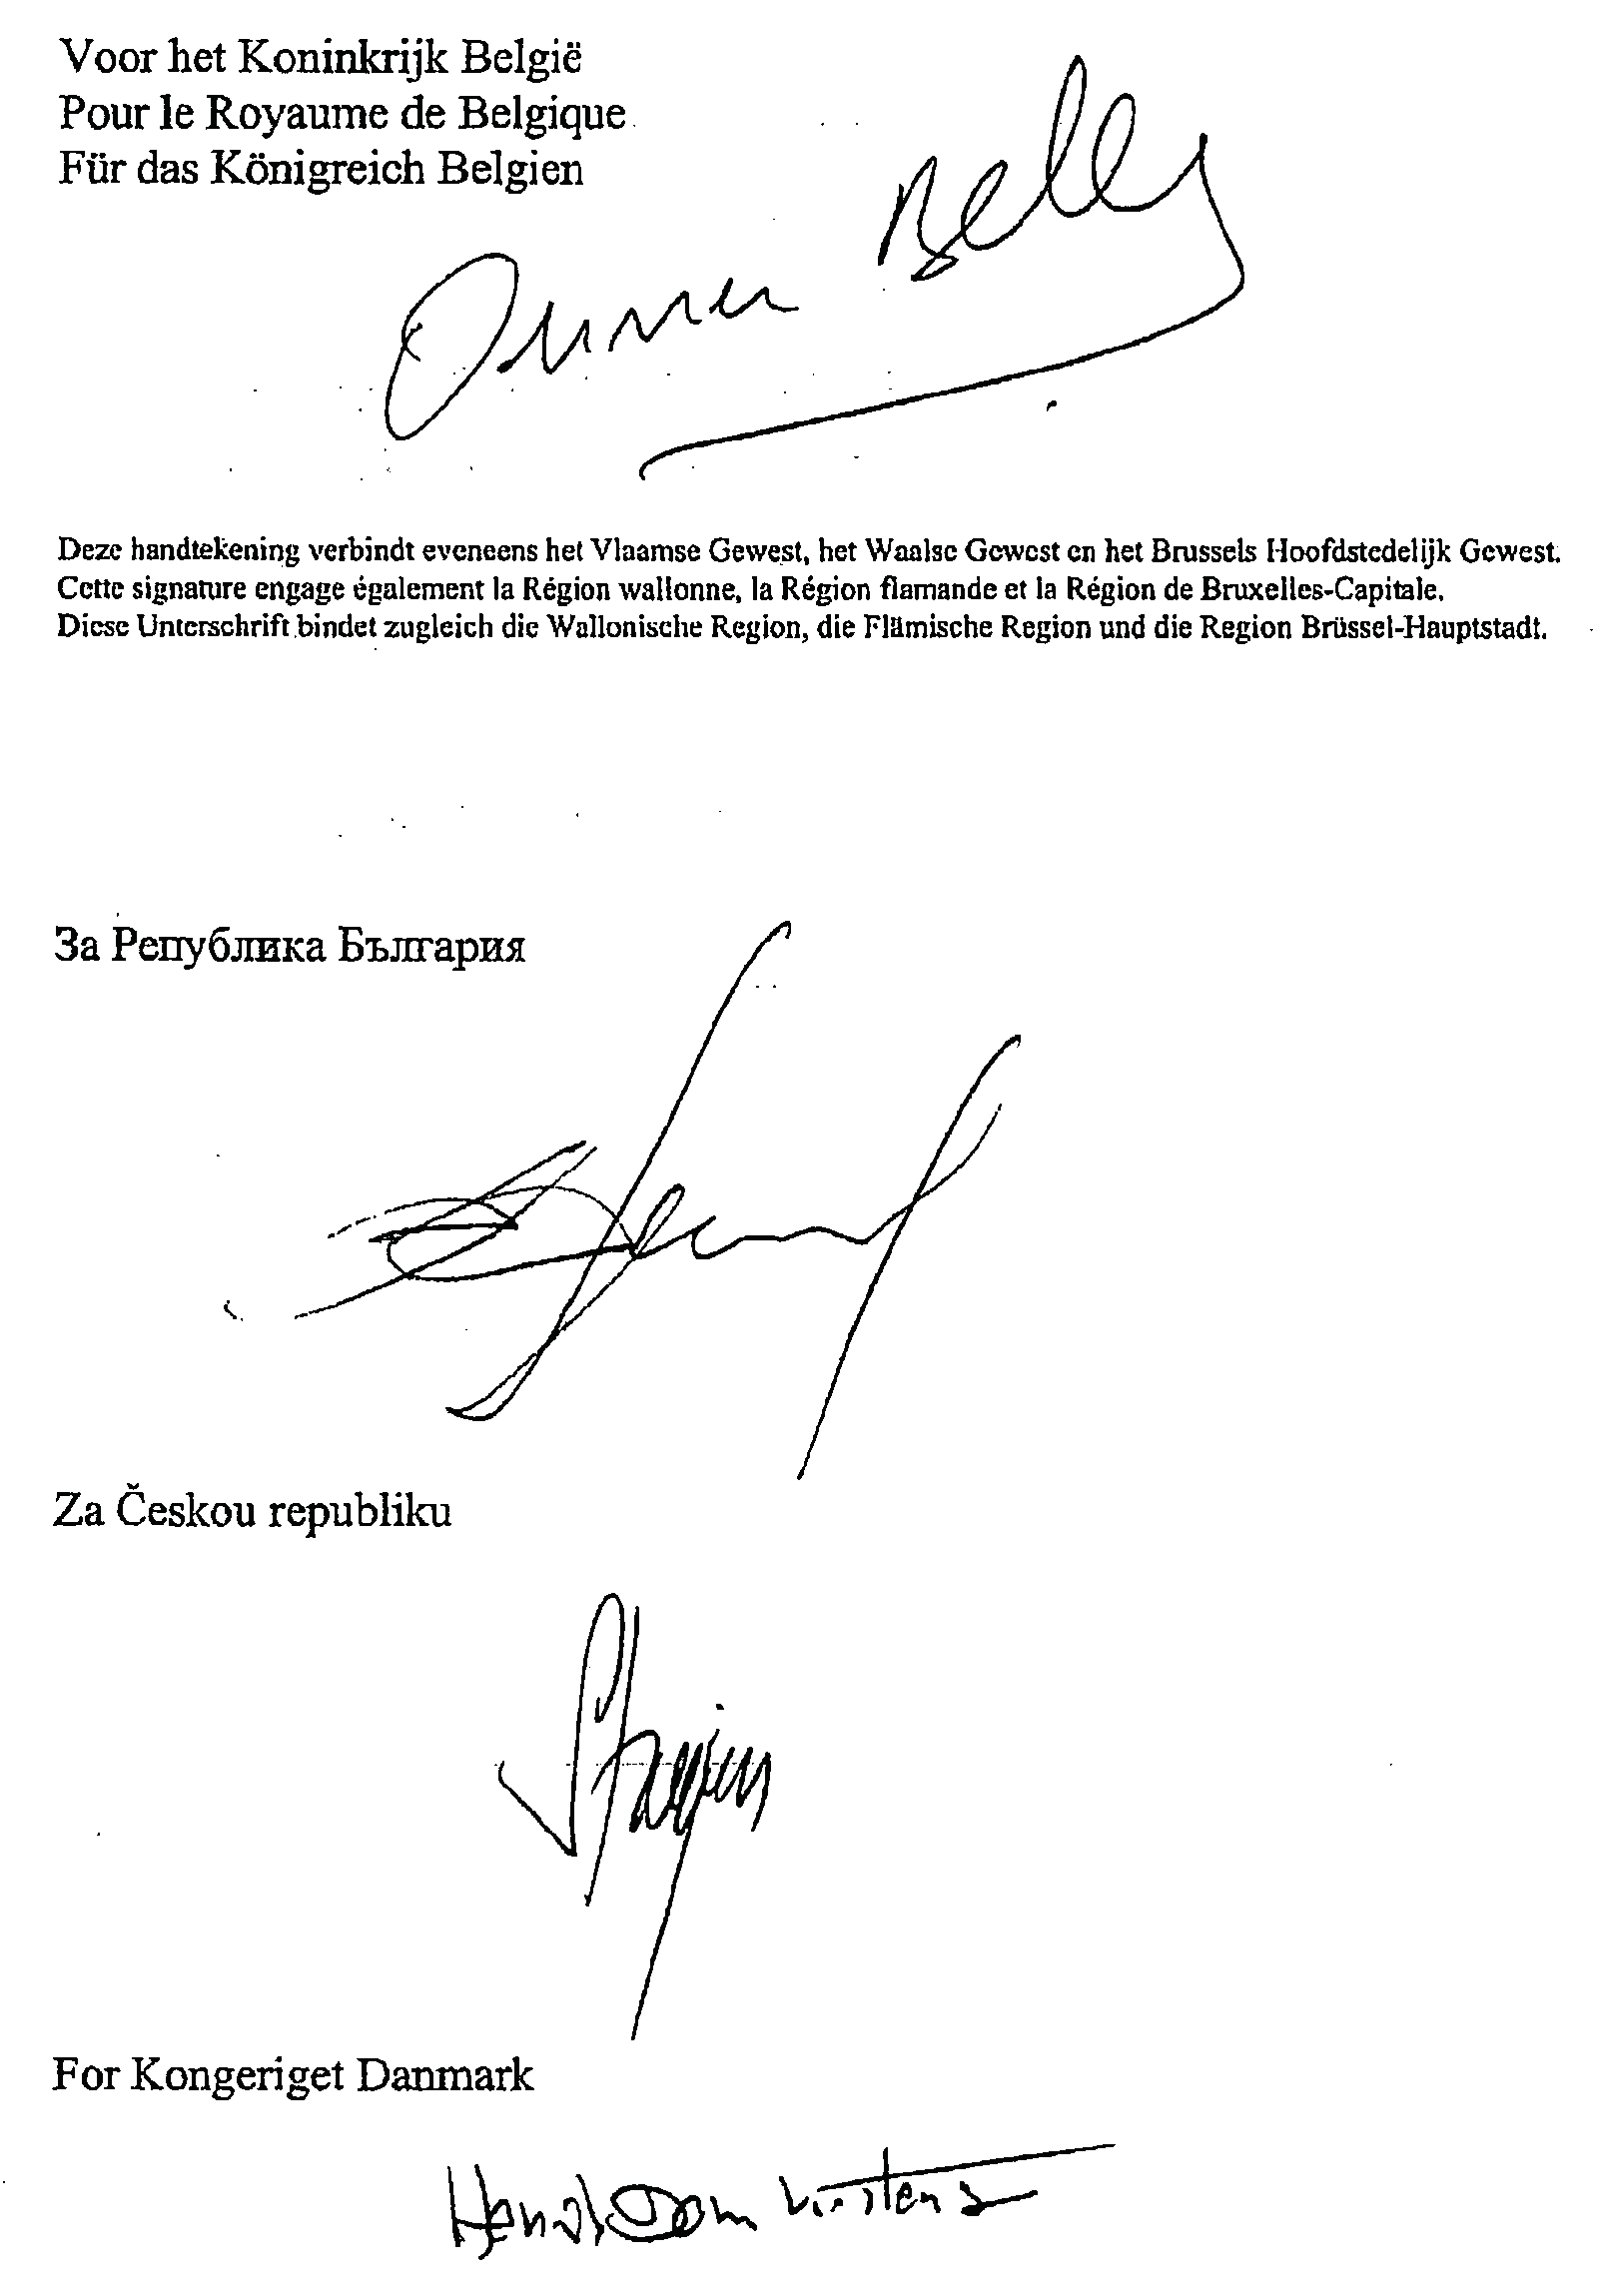 Voor het Koninkrijk België
Pour le Royaume de Belgique
Für das Königreich Belgien
Deze handtekening verbindt eveneens het Vlaamse Gewest, het Waalse Gewest en het Brussels Hoofdstedelijk Gewest.
Cette signature engage également la Région wallonne, la Région flamande et la Région de Bruxelles-Capitale.
Diese Unterschrift bindet zugleich die Wallonische Region, die Flämische Region und die Region Brüssel-Hauptstadt.
За Република България
Za Českou republiku
For Kongeriget Danmark